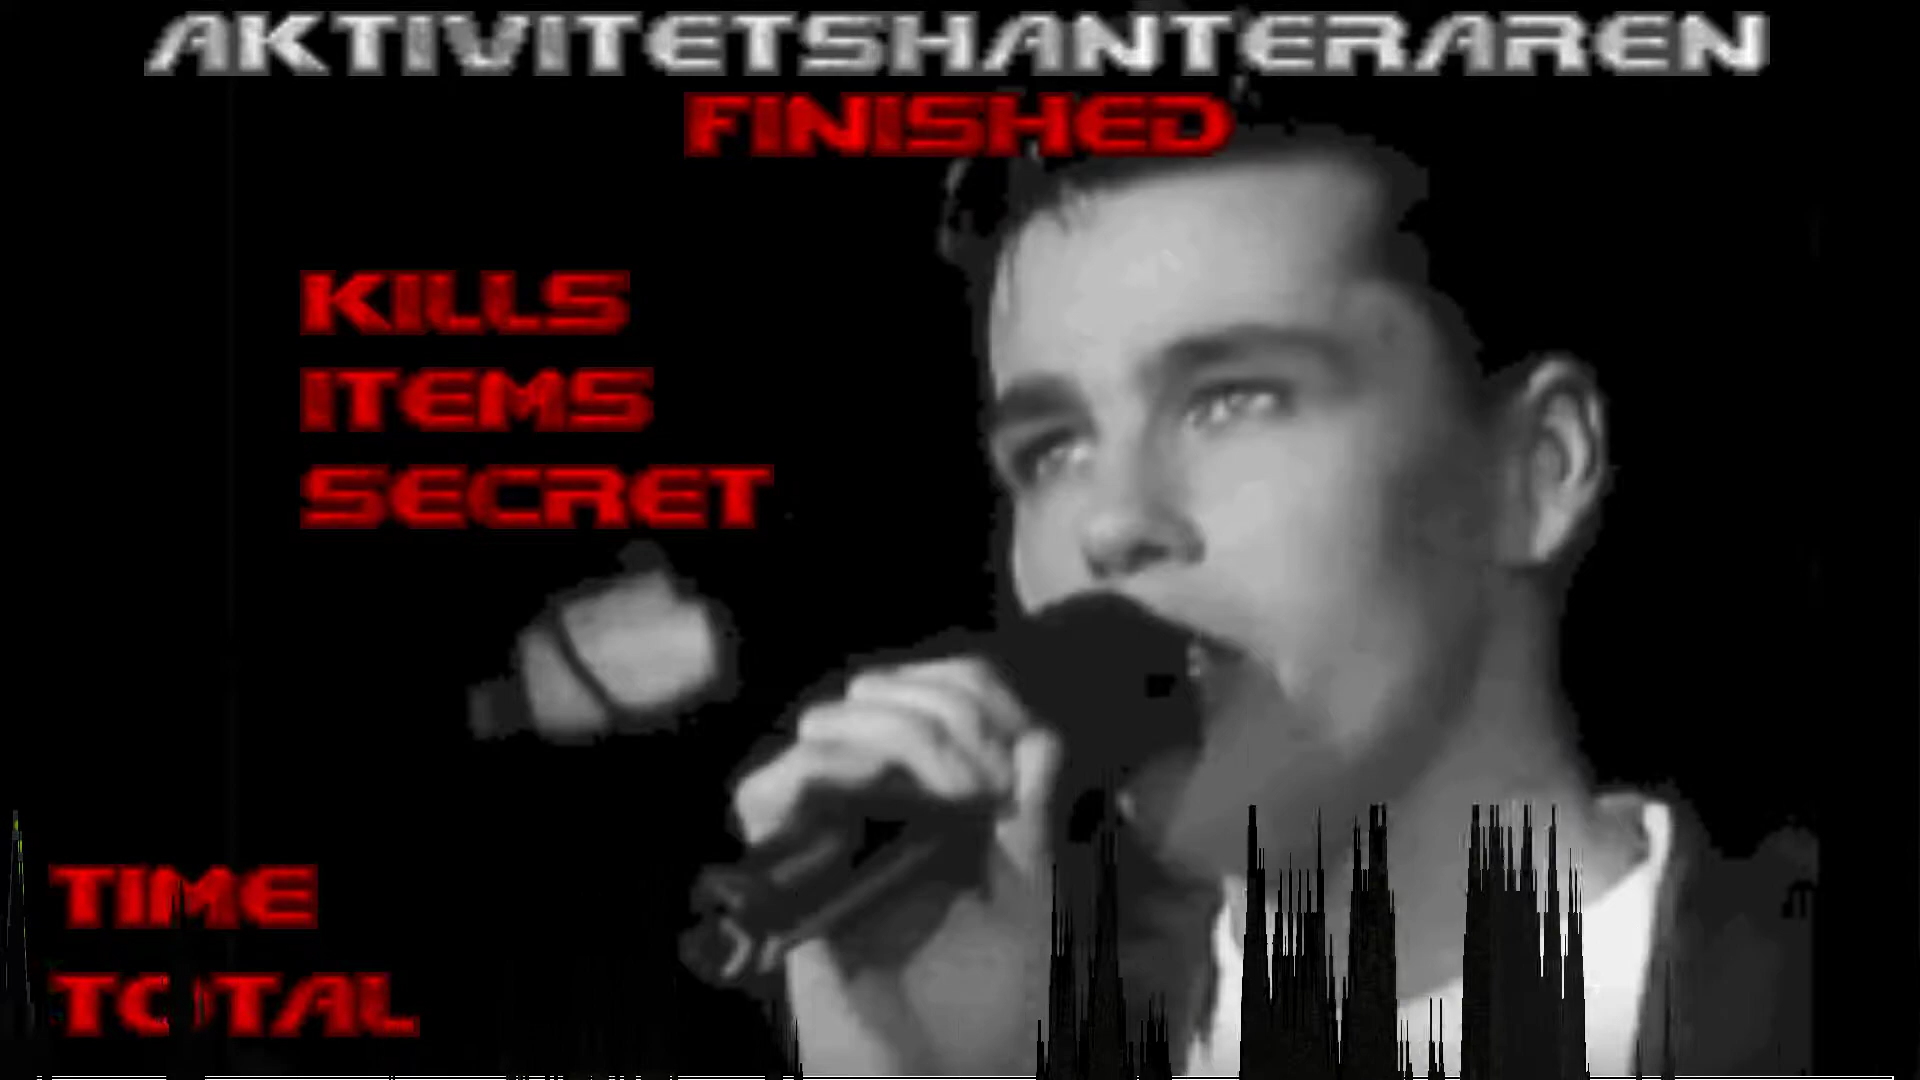 AKTIVITETSHANTERAREN
FINISHED
KILLS
ITEMS
SECRET
TIME
TOTAL